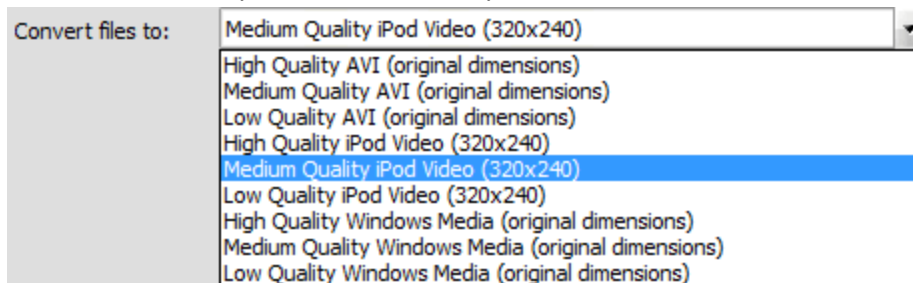 Convert files to: Medium Quality iPod Video (320x240)
High Quality AVI (original dimensions)
Medium Quality AVI (original dimensions)
Low Quality AVI (original dimensions)
High Quality iPod Video (320x240)
Medium Quality iPod Video (320x240)
Low Quality iPod Video (320x240)
High Quality Windows Media (original dimensions)
Medium Quality Windows Media (original dimensions)
Low Quality Windows Media (original dimensions)